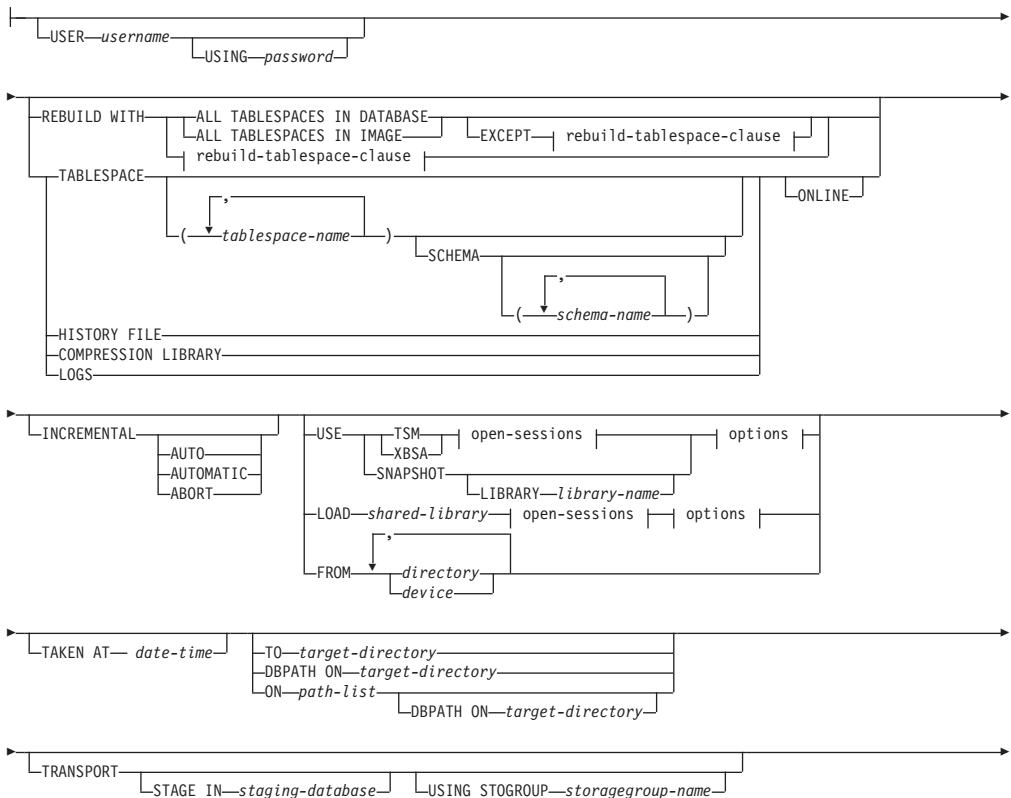 USER username
USING password
REBUILD WITH ALL TABLESPACES IN DATABASE
ALL TABLESPACES IN IMAGE EXCEPT rebuild-tablespace-clause
rebuild-tablespace-clause
TABLESPACE
ONLINE
,
( tablespace-name )
SCHEMA
,
( schema-name )
HISTORY FILE
COMPRESSION LIBRARY
LOGS
INCREMENTAL USE TSM open-sessions options
AUTO XBSA
AUTOMATIC SNAPSHOT
ABORT LIBRARY library-name
LOAD shared-library open-sessions options
,
FROM directory
device
TAKEN AT date-time TO target-directory
DBPATH ON target-directory
ON path-list
DBPATH ON target-directory
TRANSPORT
STAGE IN staging-database USING STOGROUP storagegroup-name